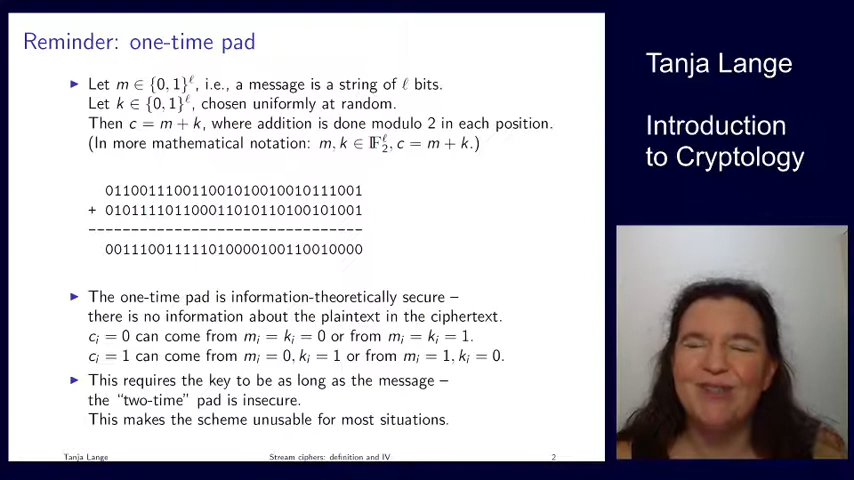 Reminder: one-time pad
▶ Let m ∈ {0, 1}^ℓ, i.e., a message is a string of ℓ bits.
Let k ∈ {0, 1}^ℓ, chosen uniformly at random.
Then c = m + k, where addition is done modulo 2 in each position.
(In more mathematical notation: m, k ∈ 𝔽₂^ℓ, c = m + k.)
011001110011001010010010111001
+ 010111101100011010110100101001
------------------------------
001110011111010000100110010000
▶ The one-time pad is information-theoretically secure –
there is no information about the plaintext in the ciphertext.
cᵢ = 0 can come from mᵢ = kᵢ = 0 or from mᵢ = kᵢ = 1.
cᵢ = 1 can come from mᵢ = 0, kᵢ = 1 or from mᵢ = 1, kᵢ = 0.
▶ This requires the key to be as long as the message –
the “two-time” pad is insecure.
This makes the scheme unusable for most situations.
Tanja Lange Stream ciphers: definition and IV 2
Tanja Lange
Introduction
to Cryptology